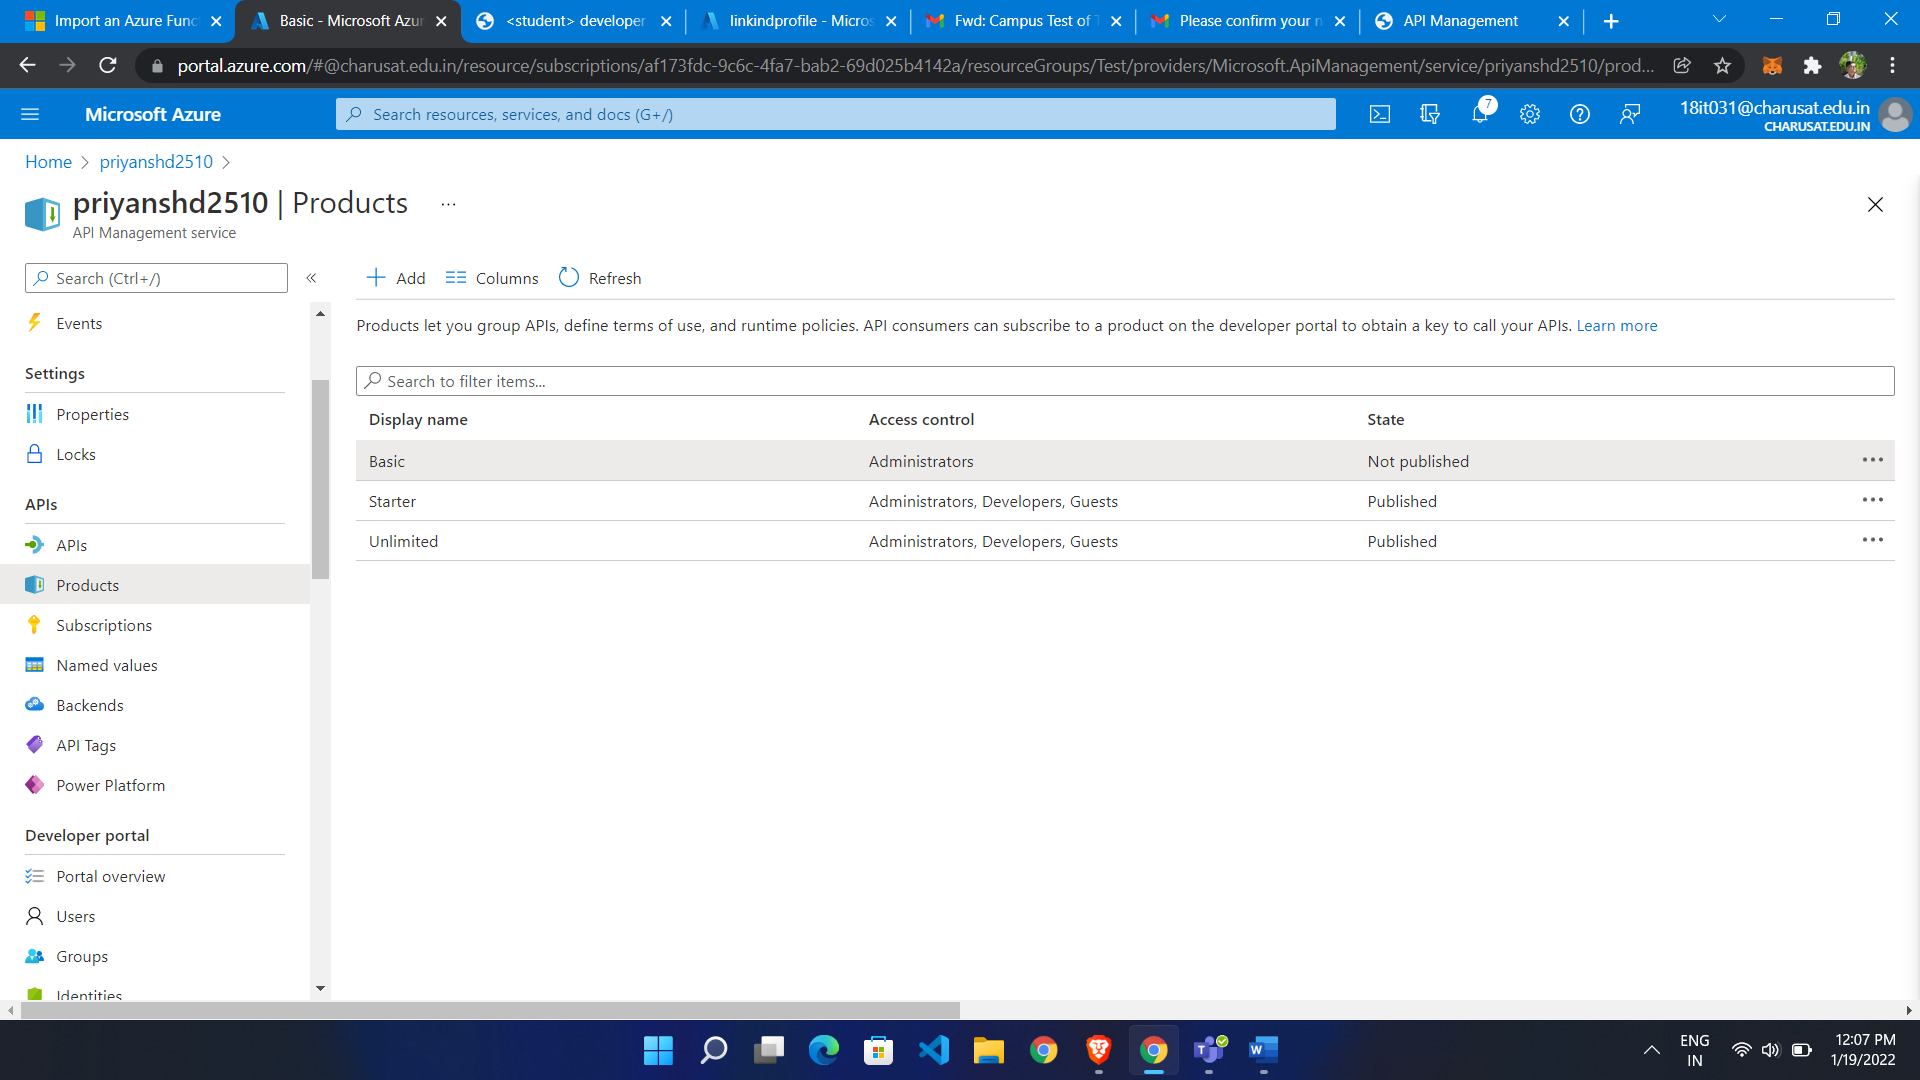 Import an Azure Func
Basic - Microsoft Azur
<student> developer
linkindprofile - Micros
Fwd: Campus Test of T
Please confirm your n
API Management
portal.azure.com/#@charusat.edu.in/resource/subscriptions/af173fdc-9c6c-4fa7-bab2-69d025b4142a/resourceGroups/Test/providers/Microsoft.ApiManagement/service/priyanshd2510/prod...
Microsoft Azure
Search resources, services, and docs (G+/)
7
18it031@charusat.edu.in
CHARUSAT.EDU.IN
Home > priyanshd2510 >
priyanshd2510 | Products ...
API Management service
Search (Ctrl+/)
«
Events
Settings
Properties
Locks
APIs
APIs
Products
Subscriptions
Named values
Backends
API Tags
Power Platform
Developer portal
Portal overview
Users
Groups
Identities
+ Add
Columns
Refresh
Products let you group APIs, define terms of use, and runtime policies. API consumers can subscribe to a product on the developer portal to obtain a key to call your APIs. Learn more
Search to filter items...
Display name Access control State
Basic Administrators Not published ...
Starter Administrators, Developers, Guests Published ...
Unlimited Administrators, Developers, Guests Published ...
ENG
IN
12:07 PM
1/19/2022